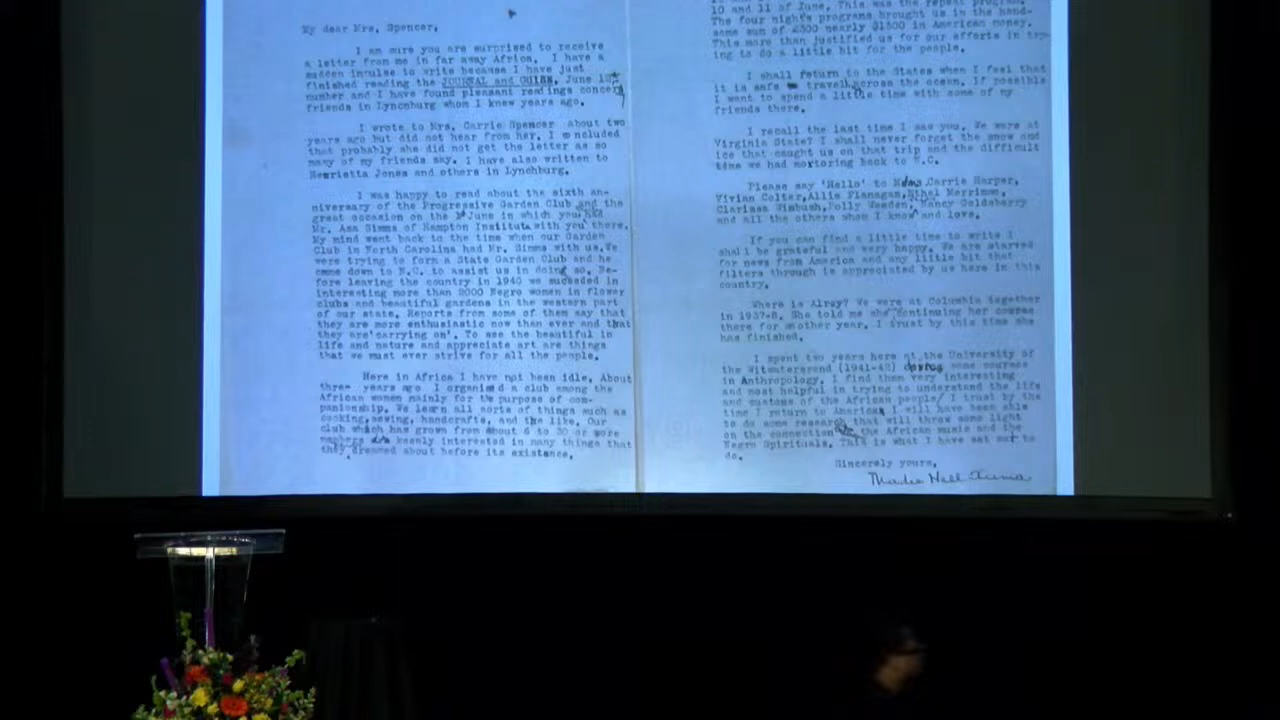 My dear Mrs. Spencer,
I am sure you are surprised to receive
a letter from me in far away Africa. I have a
sudden impulse to write because I have just
finished reading the JOURNAL and GUIDE, June
number and I have found pleasant readings concern
friends in Lynchburg whom I knew years ago.
I wrote to Mrs. Carrie Spencer about two
years ago but did not hear from her. I concluded
that probably she did not get the letter as so
many of my friends say. I have also written to
Henrietta Jones and others in Lynchburg.
I was happy to read about the sixth an-
niversary of the Progressive Garden Club and the
great occasion on the June in which you had
Mr. Asa Simms of Hampton Institute with you there.
My mind went back to the time when our Garden
Club in North Carolina had Mr. Simms with us. We
were trying to form a State Garden Club and he
came down to N.C. to assist us in doing so. Be-
fore leaving the country in 1940 we suceeded in
interesting more than 2000 Negro women in flower
clubs and beautiful gardens in the western part
of our state. Reports from some of them say that
they are more enthusiastic now than ever and that
they are 'carrying on'. To see the beautiful in
life and nature and appreciate art are things
that we must ever strive for all the people.
Here in Africa I have not been idle. About
three years ago I organized a club among the
African women mainly for the purpose of com-
panionship. We learn all sorts of things such as
cooking, sewing, handcrafts, and the like. Our
club which has grown from about 6 to 30 or more
members are keenly interested in many things that
they dreamed about before its existance.
10 and 11 of June. This was the repeat program.
The four night's programs brought us in the hand-
some sum of £300 nearly $1500 in American money.
This more than justified us for our efforts in try-
ing to do a little bit for the people.
I shall return to the States when I feel that
it is safe to travel across the ocean. If possible
I want to spend a little time with some of my
friends there.
I recall the last time I saw you. We were at
Virginia State? I shall never forget the snow and
ice that caught us on that trip and the difficult
time we had mortoring back to N.C.
Please say 'Hello' to Mdms. Carrie Harper,
Vivian Colter, Allie Flanagan, Ethel Merriman,
Clarissa Wimbush, Polly Weeden, Nancy Goldsberry
and all the others whom I know and love.
If you can find a little time to write I
shall be grateful and very happy. We are starved
for news from America and any little bit that
filters through is appreciated by us here in this
country.
Where is Alroy? We were at Columbia together
in 1937-8. She told me she continuing her course
there for another year. I trust by this time she
has finished.
I spent two years here at the University of
the Witwatersrand (1941-42) doing some courses
in Anthropology. I find them very interesting
and most helpful in trying to understand the life
and customs of the African people/ I trust by the
time I return to America I will have been able
to do some research that will throw some light
on the connection the African music and the
Negro Spirituals. This is what I have set out to
do.
Sincerely yours,
Madie Hall Xuma